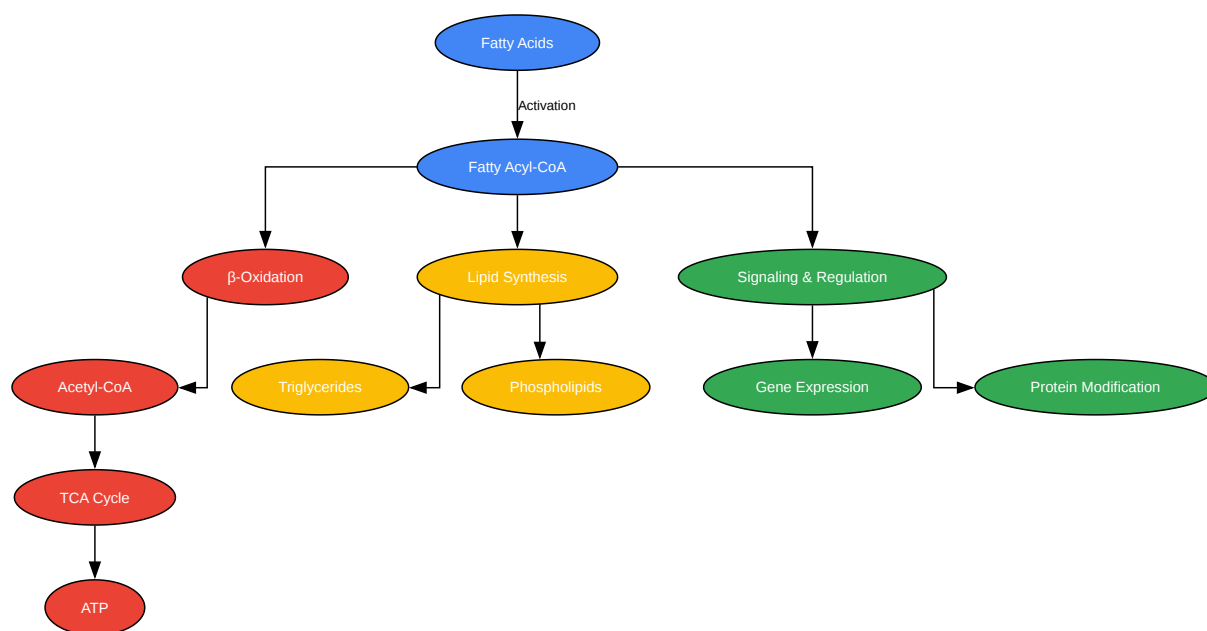 Fatty Acids
Activation
Fatty Acyl-CoA
β-Oxidation
Lipid Synthesis
Signaling & Regulation
Acetyl-CoA
Triglycerides
Phospholipids
Gene Expression
Protein Modification
TCA Cycle
ATP